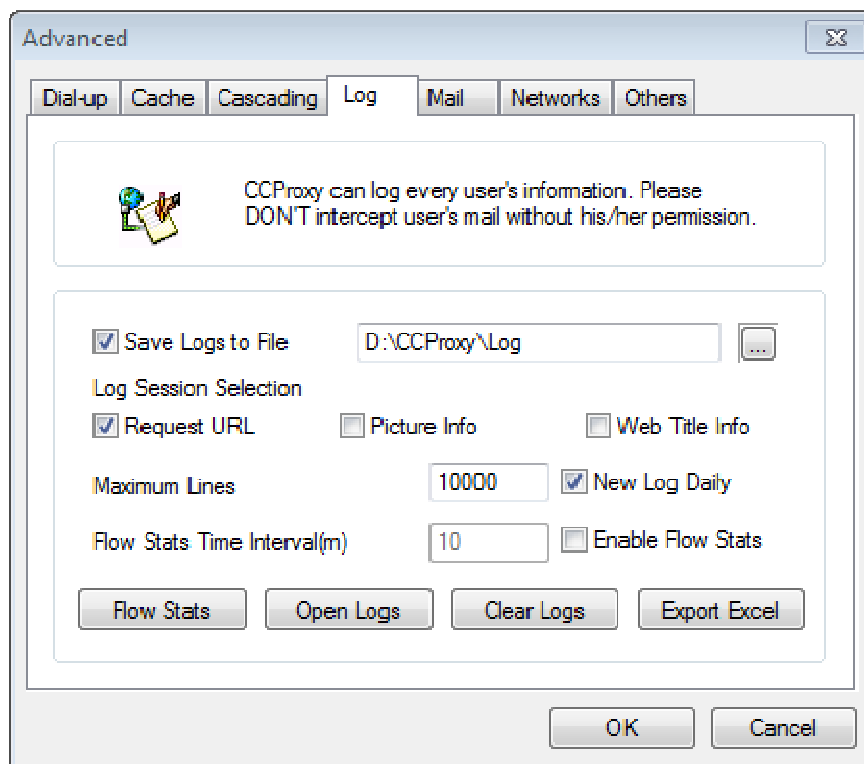 Advanced
Dial-up Cache Cascading Log Mail Networks Others
CCProxy can log every user's information. Please
DON'T intercept user's mail without his/her permission.
Save Logs to File D:\CCProxy'\Log ...
Log Session Selection
Request URL Picture Info Web Title Info
Maximum Lines 10000 New Log Daily
Flow Stats Time Interval(m) 10 Enable Flow Stats
Flow Stats Open Logs Clear Logs Export Excel
OK Cancel